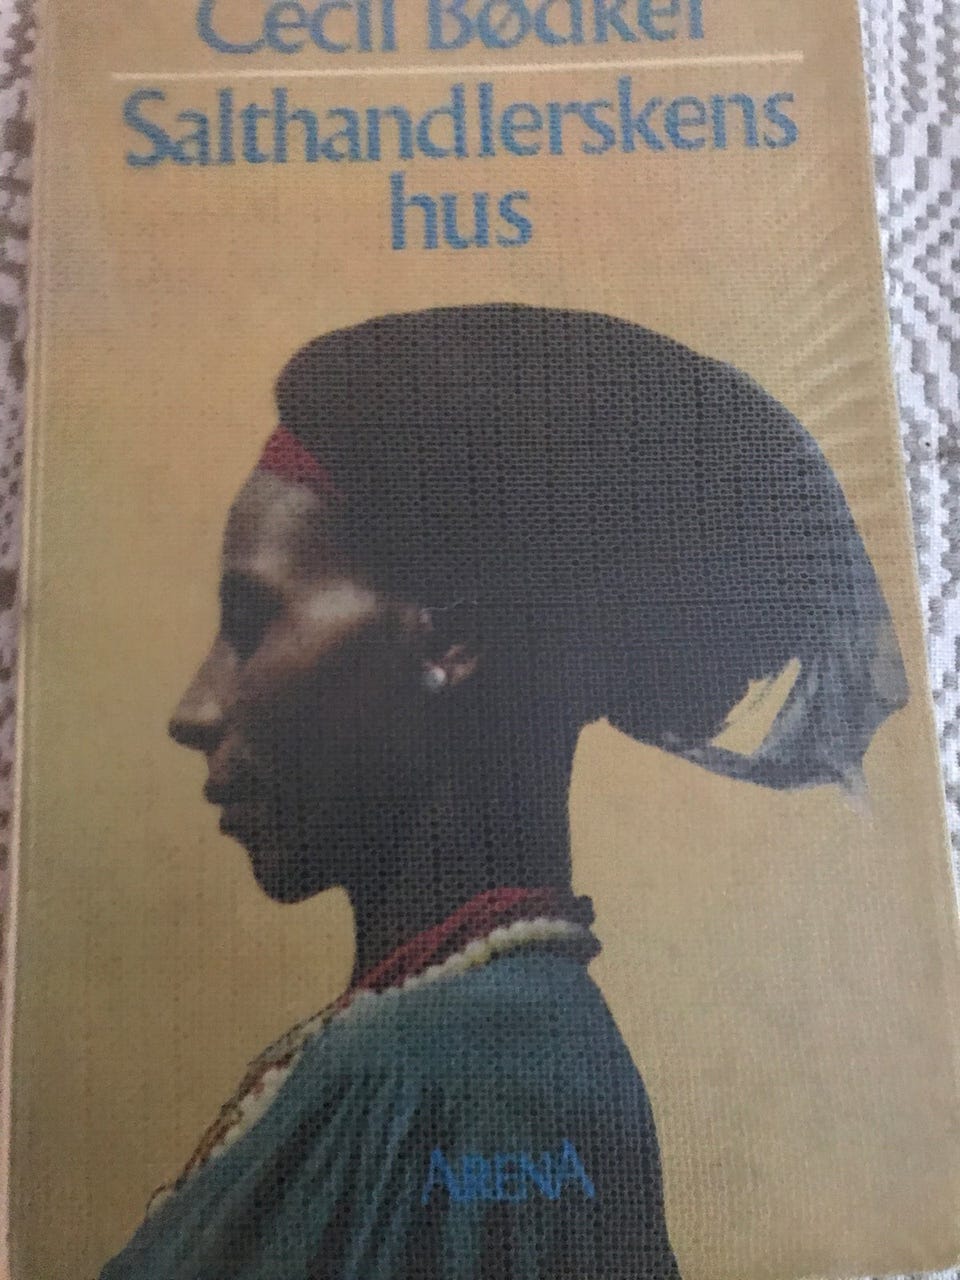 Cecil Bødker
Salthandlerskens
hus
ARENA